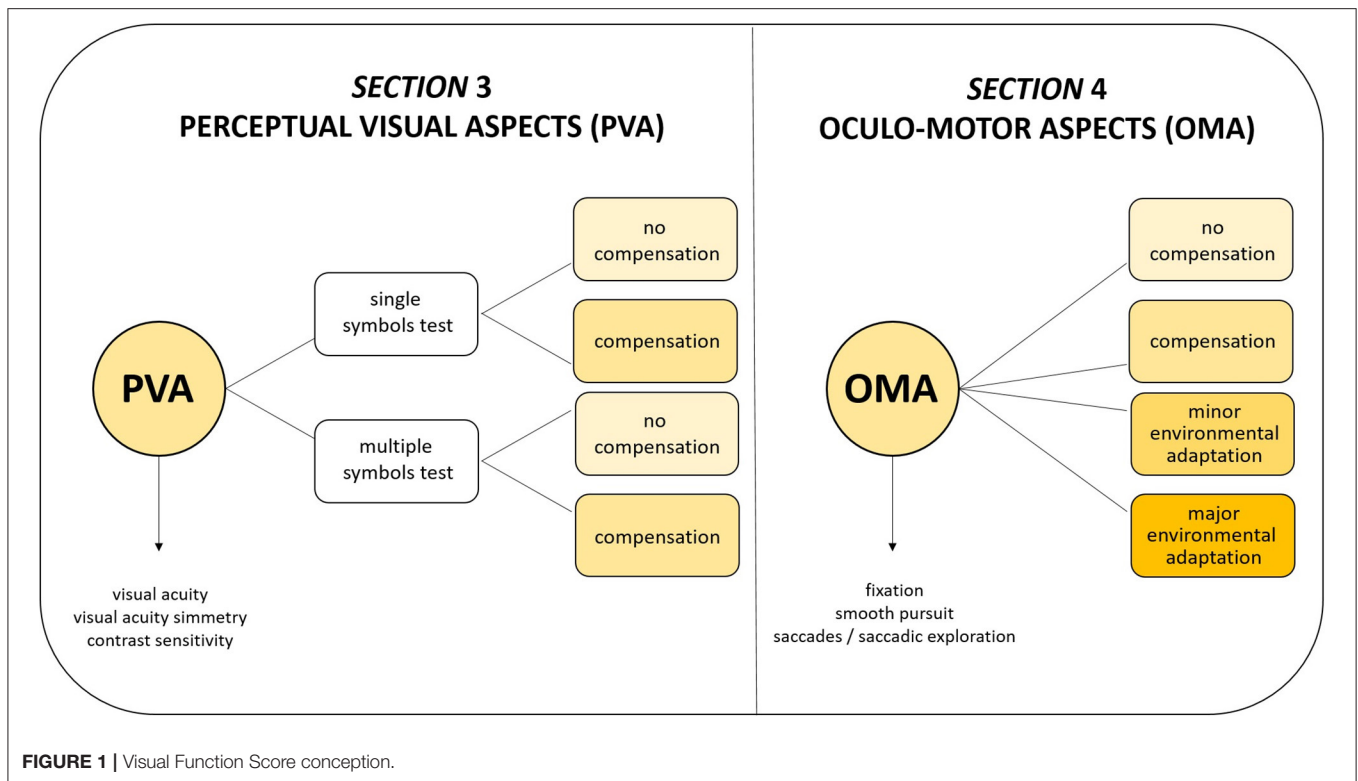 SECTION 3
PERCEPTUAL VISUAL ASPECTS (PVA)
PVA
single
symbols test
multiple
symbols test
no
compensation
compensation
no
compensation
compensation
visual acuity
visual acuity simmetry
contrast sensitivity
SECTION 4
OCULO-MOTOR ASPECTS (OMA)
OMA
no
compensation
compensation
minor
environmental
adaptation
major
environmental
adaptation
fixation
smooth pursuit
saccades / saccadic exploration
FIGURE 1 | Visual Function Score conception.